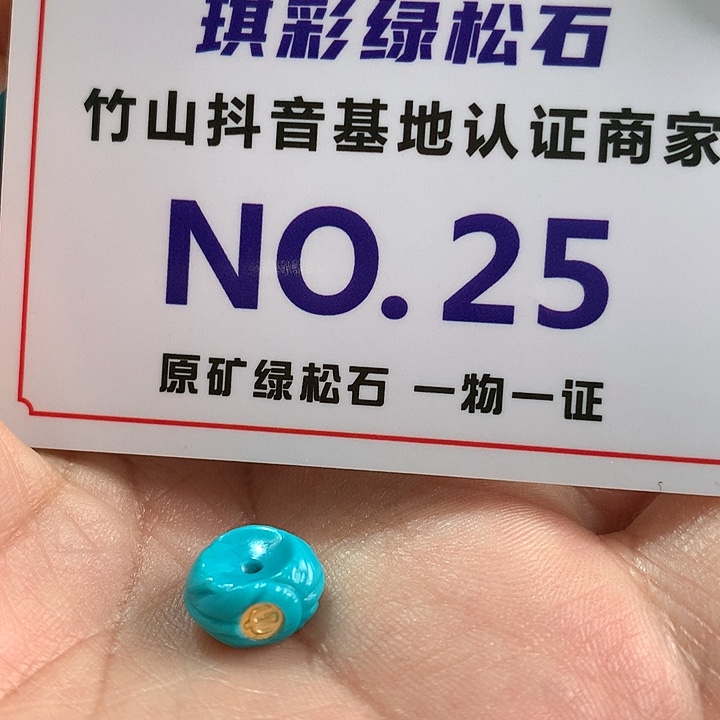 琪彩绿松石
竹山抖音基地认证商家
NO.25
原矿绿松石 一物一证